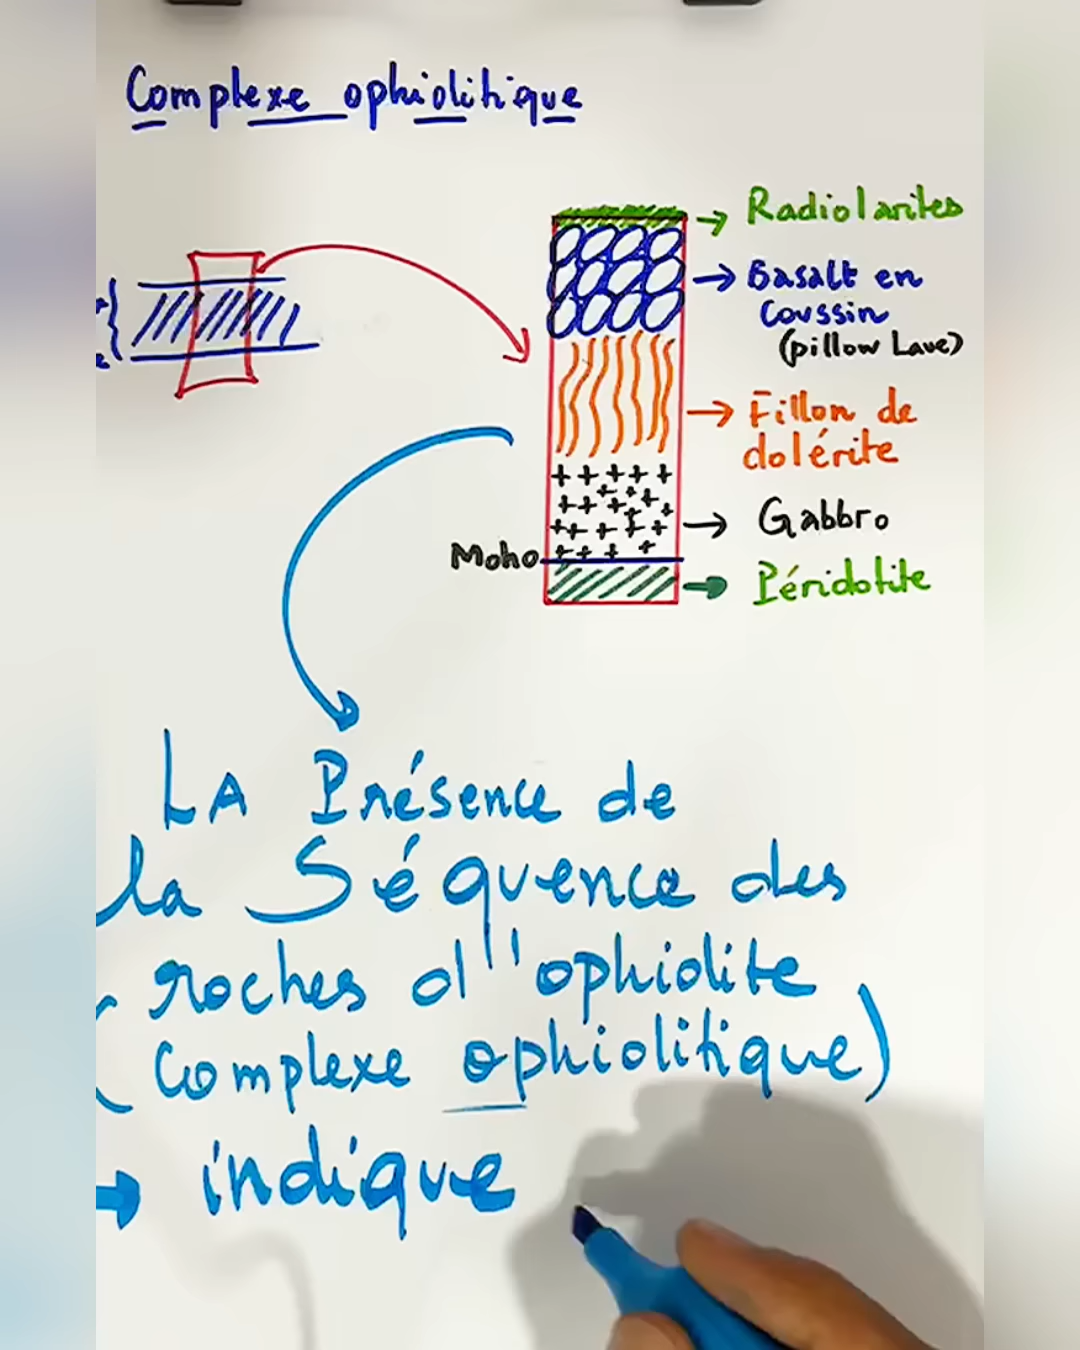 Complexe ophiolitique
Radiolarites
Basalt en
coussin
(pillow Lave)
Fillon de
dolérite
Gabbro
Moho
Péridotite
LA Présence de
la Séquence des
roches d''ophiolite
(Complexe ophiolitique)
→ indique